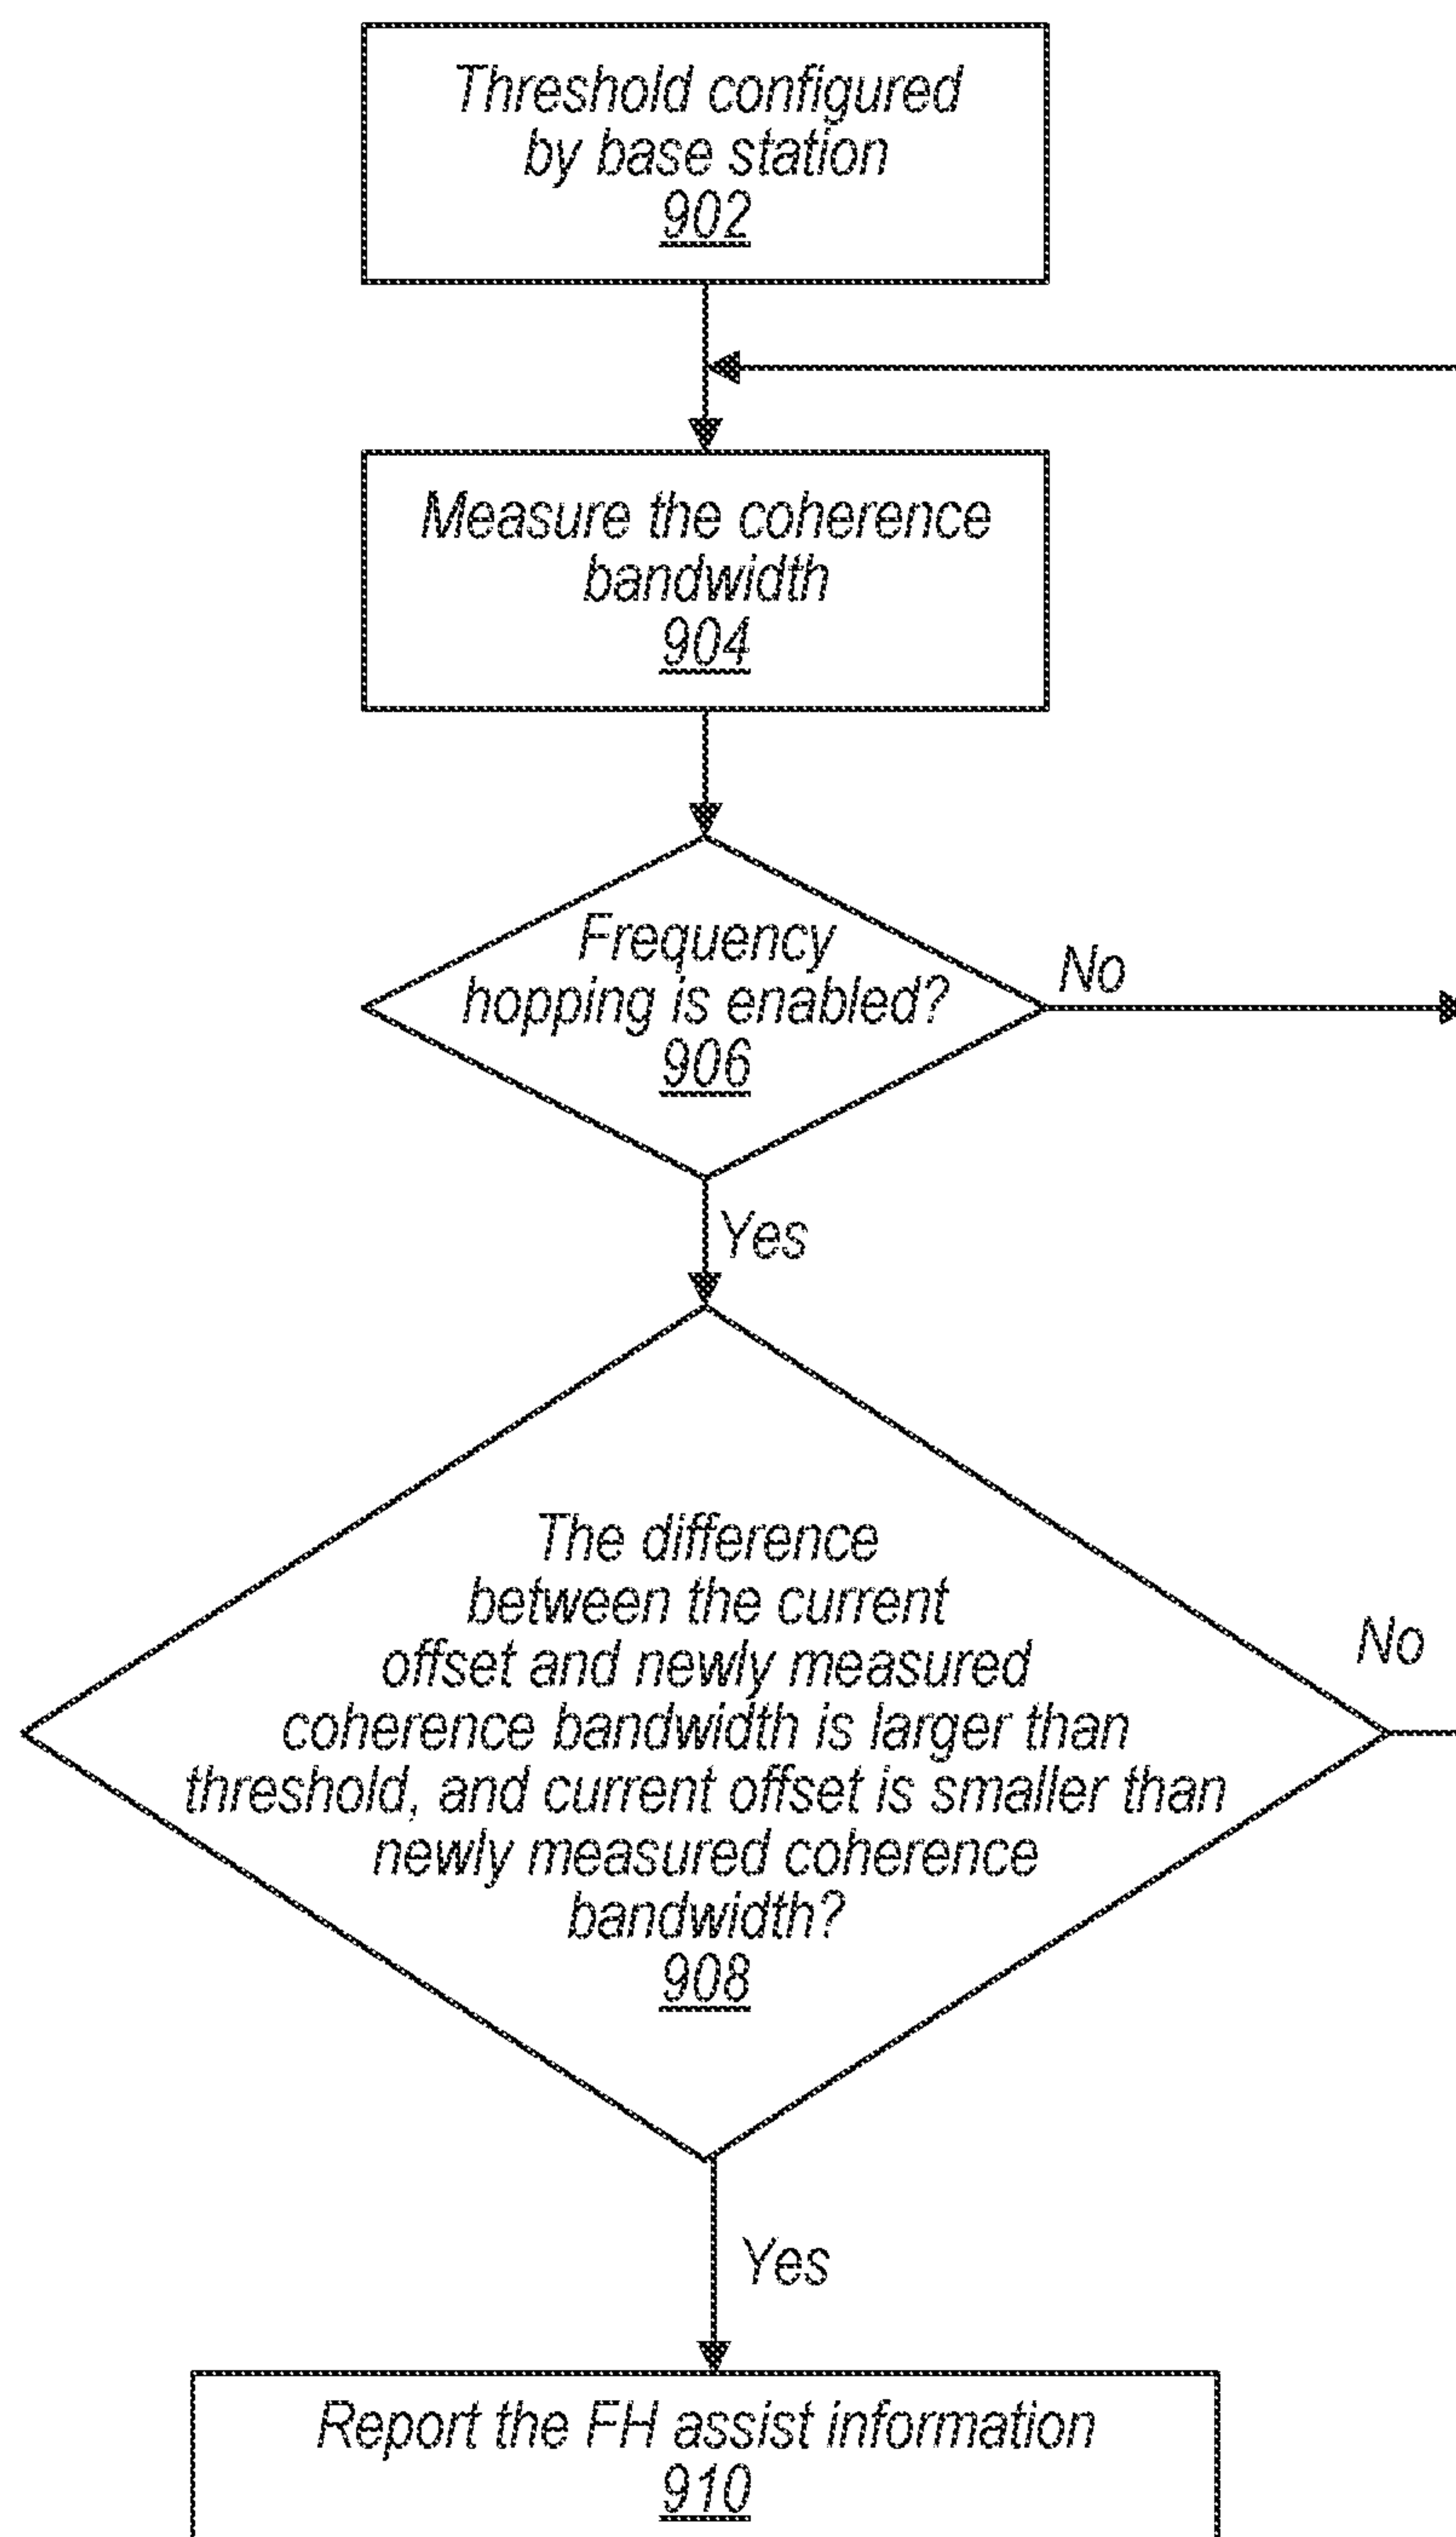 Threshold configured
by base station
902
Measure the coherence
bandwidth
904
Frequency
hopping is enabled?
906
No
Yes
The difference
between the current
offset and newly measured
coherence bandwidth is larger than
threshold, and current offset is smaller than
newly measured coherence
bandwidth?
908
No
Yes
Report the FH assist information
910